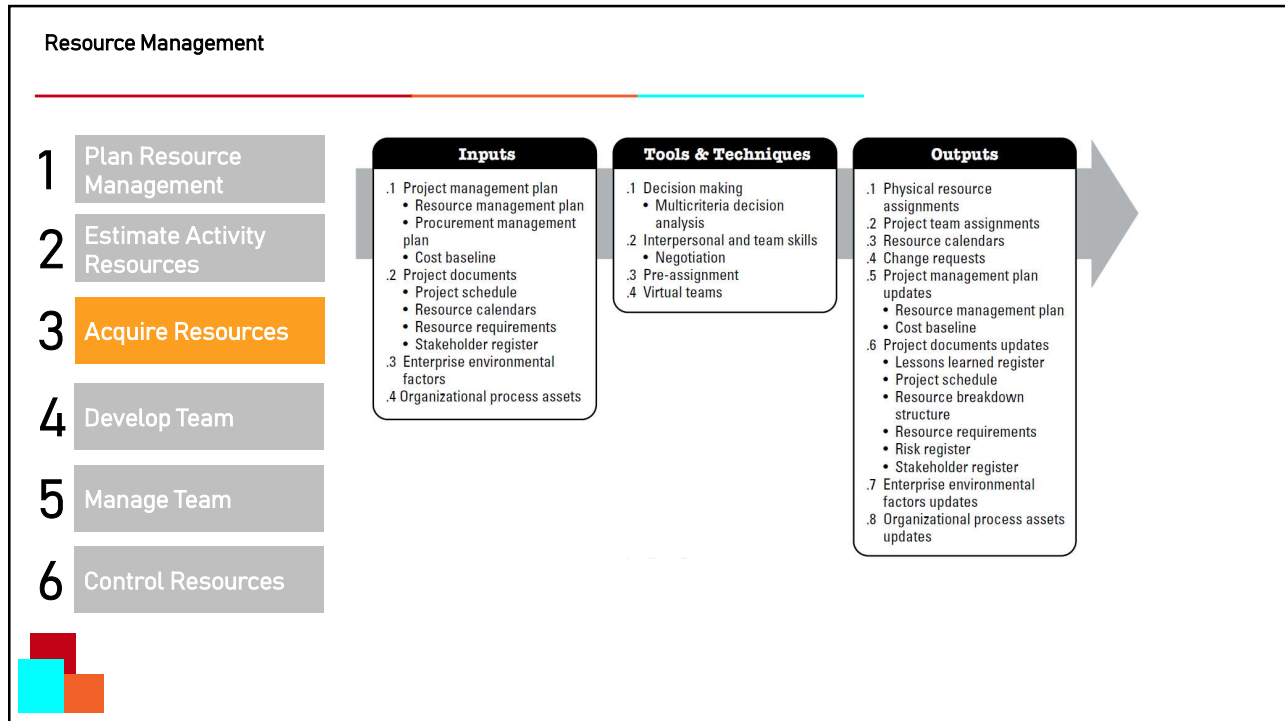 Resource Management
1
Plan Resource
Management
2
Estimate Activity
Resources
3
Acquire Resources
4
Develop Team
5
Manage Team
6
Control Resources
Inputs
.1 Project management plan
• Resource management plan
• Procurement management
plan
• Cost baseline
.2 Project documents
• Project schedule
• Resource calendars
• Resource requirements
• Stakeholder register
.3 Enterprise environmental
factors
.4 Organizational process assets
Tools & Techniques
.1 Decision making
• Multicriteria decision
analysis
.2 Interpersonal and team skills
• Negotiation
.3 Pre-assignment
.4 Virtual teams
Outputs
.1 Physical resource
assignments
.2 Project team assignments
.3 Resource calendars
.4 Change requests
.5 Project management plan
updates
• Resource management plan
• Cost baseline
.6 Project documents updates
• Lessons learned register
• Project schedule
• Resource breakdown
structure
• Resource requirements
• Risk register
• Stakeholder register
.7 Enterprise environmental
factors updates
.8 Organizational process assets
updates